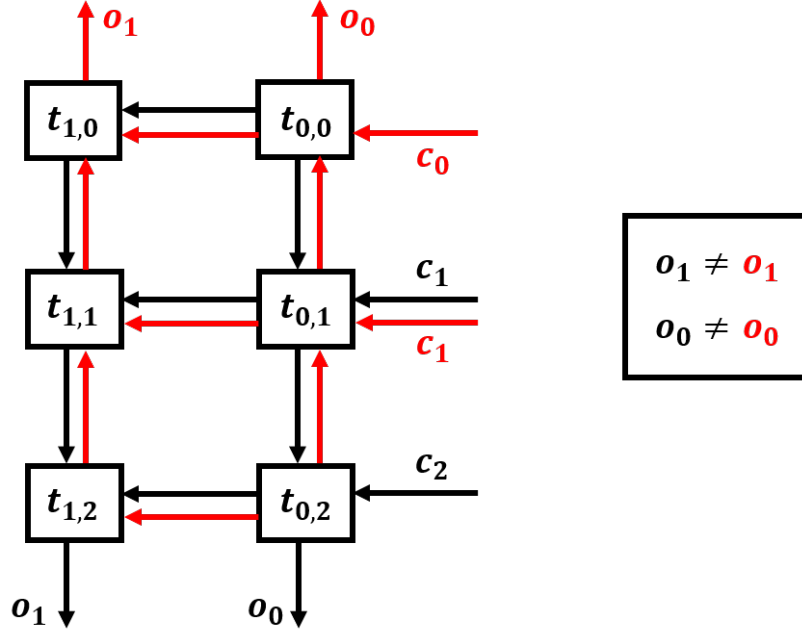 o₁ o₀
t₁,₀ t₀,₀
c₀
c₁
t₁,₁ t₀,₁
c₁
c₂
t₁,₂ t₀,₂
o₁ o₀
o₁ ≠ o₁
o₀ ≠ o₀